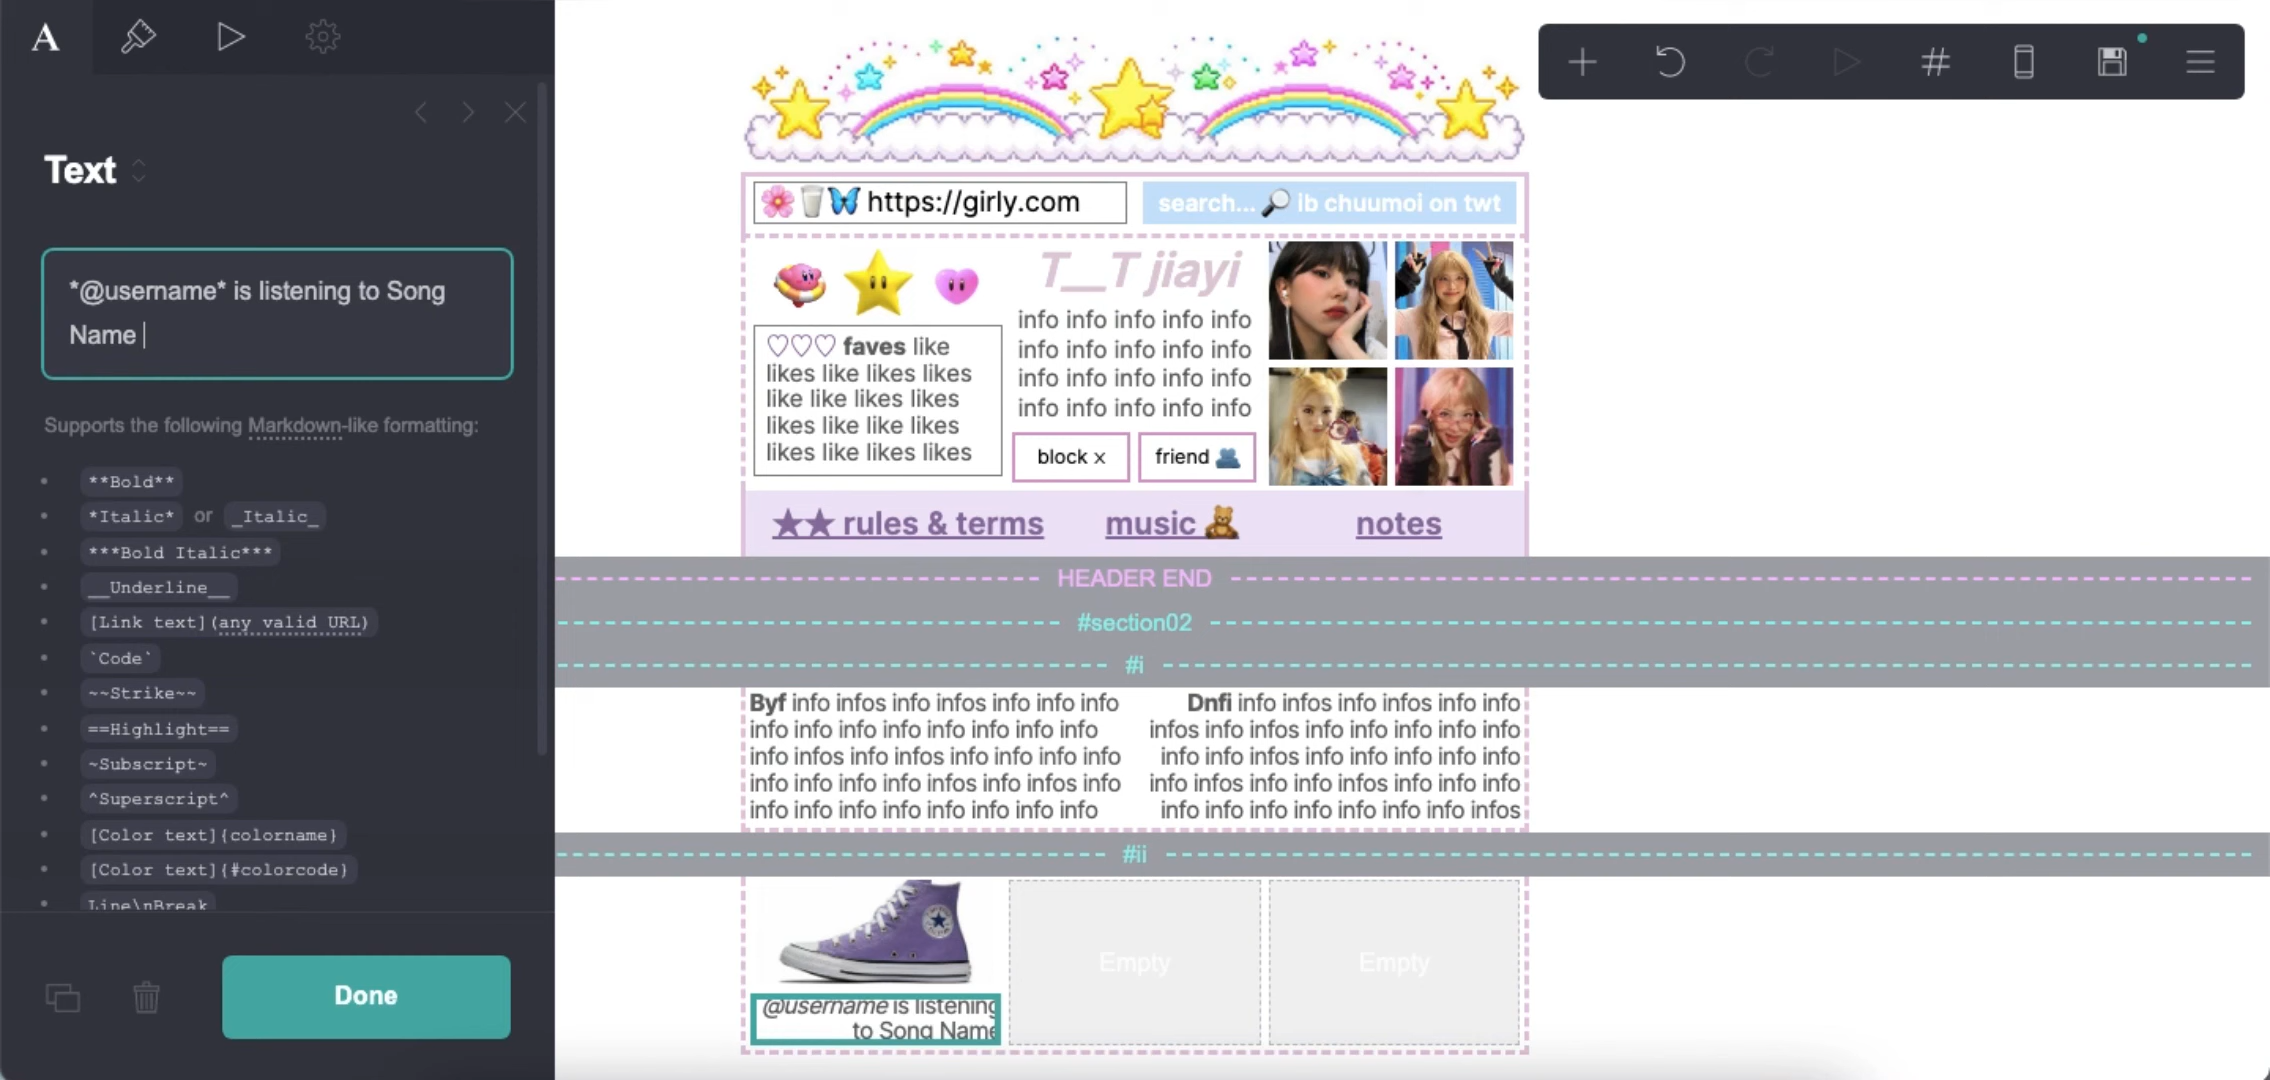 A
Text
*@username* is listening to Song
Name
Supports the following Markdown-like formatting:
**Bold**
*Italic* or _Italic_
***Bold Italic***
__Underline__
[Link text](any valid URL)
`Code`
~~Strike~~
==Highlight==
~Subscript~
^Superscript^
[Color text]{colorname}
[Color text]{#colorcode}
Line\nBreak
Done
🌸🥛🦋 https://girly.com
search...🔎 ib chuumoi on twt
T__T jiayi
♡♡♡ faves like
likes like likes likes
like like likes likes
likes likes like likes
likes like likes likes
info info info info info
info info info info info
info info info info info
info info info info info
block x
friend 👥
★★ rules & terms
music 🧸
notes
HEADER END
#section02
#i
Byf info infos info infos info info info
info info info info info info info info
info infos info infos info info info info
info info info info infos info infos info
info info info info info info info info
Dnfi info infos info infos info info
infos info infos info info info info info
info info infos info info info info info
info infos info info infos info info info
info info info info info info info infos
#ii
Empty
Empty
@username is listening
to Song Name